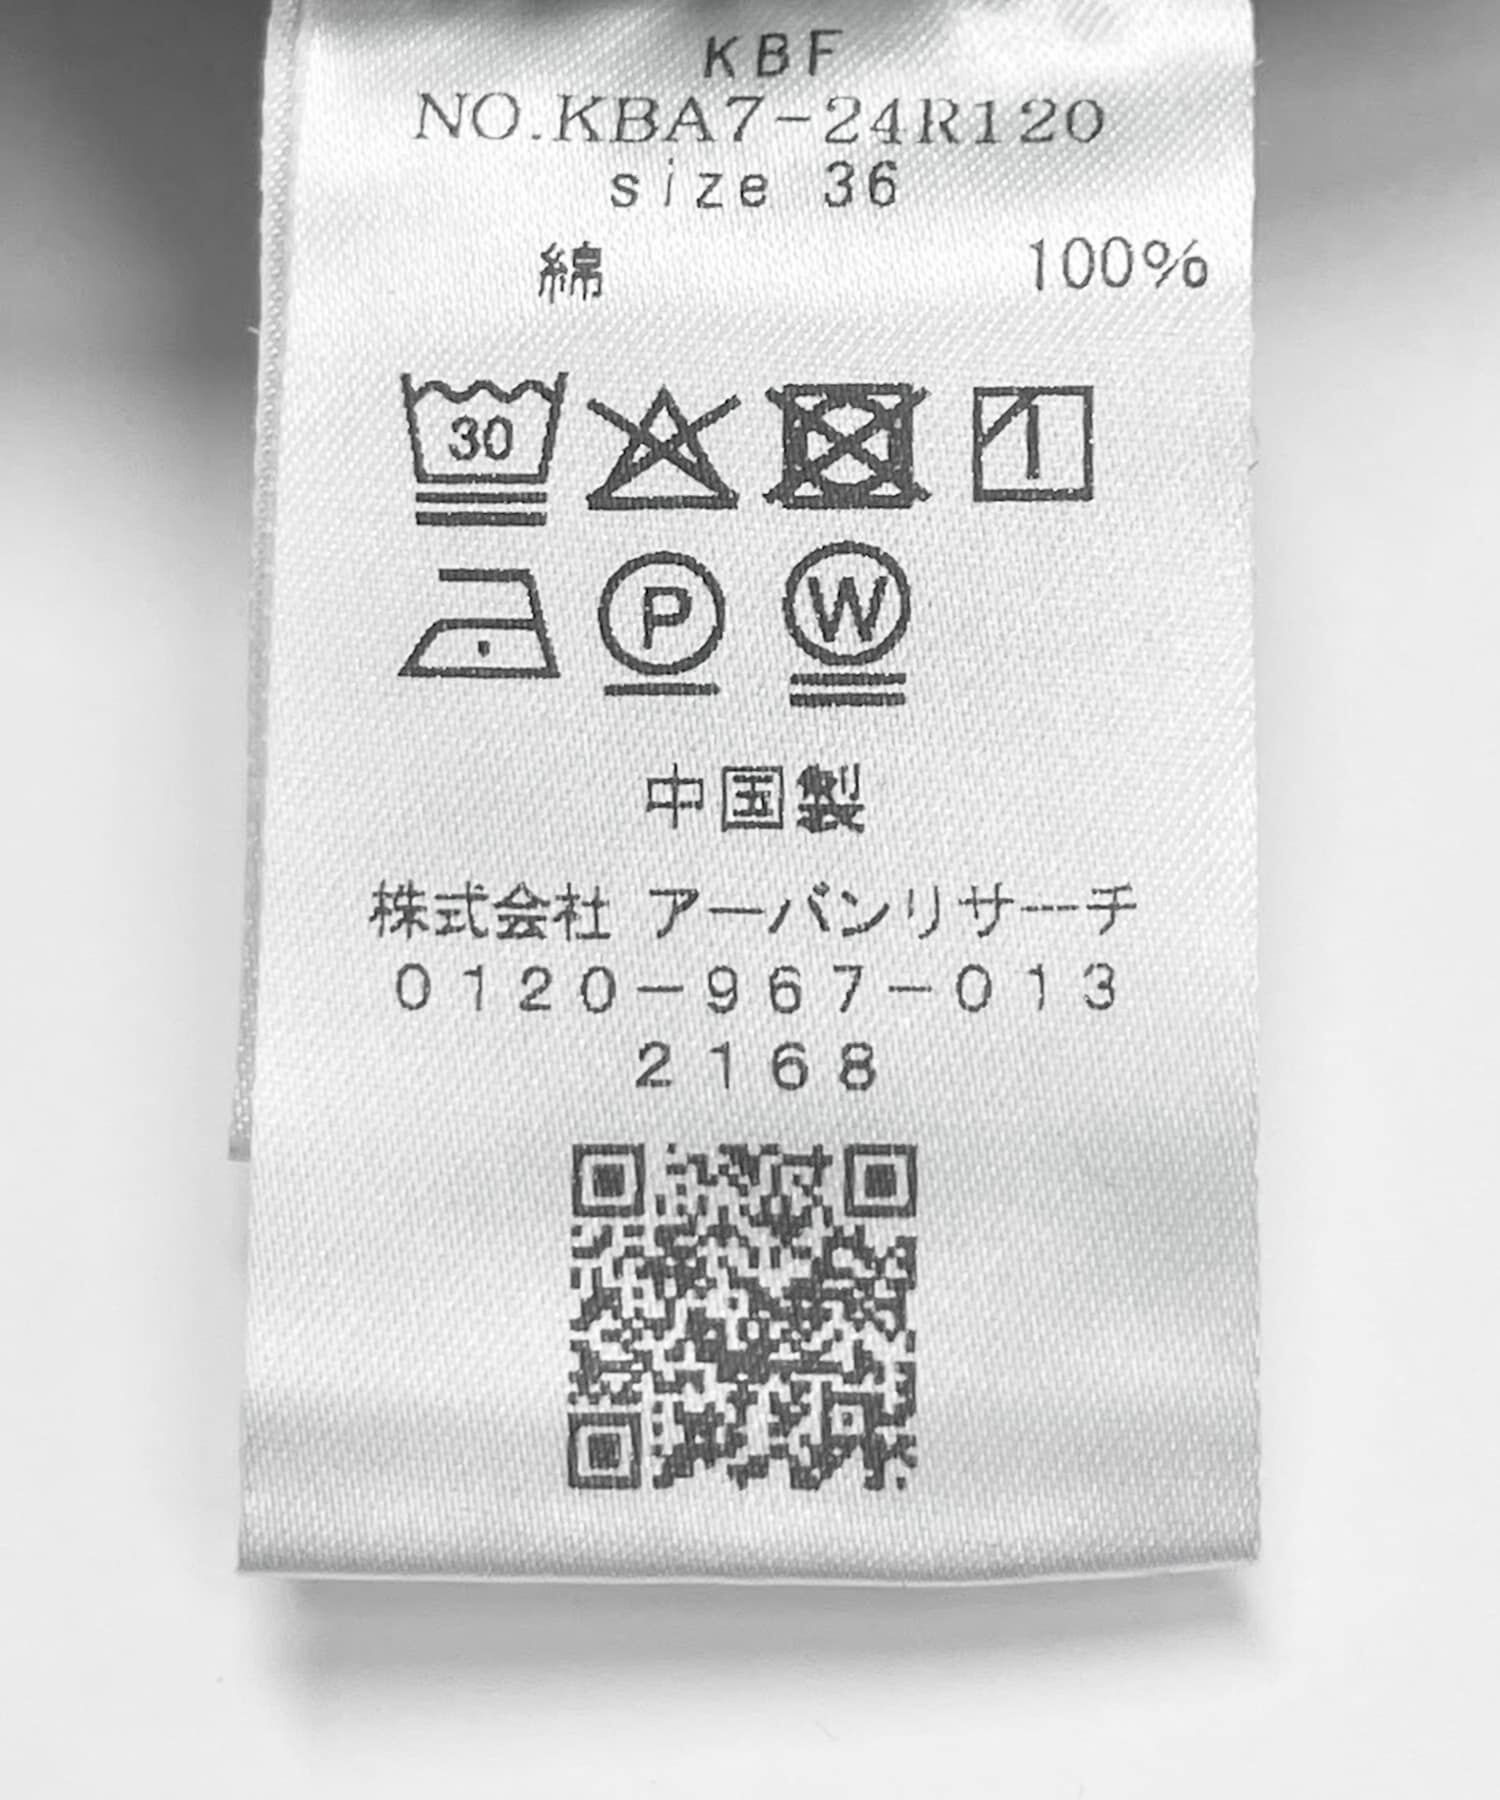 KBF
NO.KBA7-24R120
size 36
綿 100%
30
P W
中国製
株式会社 アーバンリサーチ
0120-967-013
2168